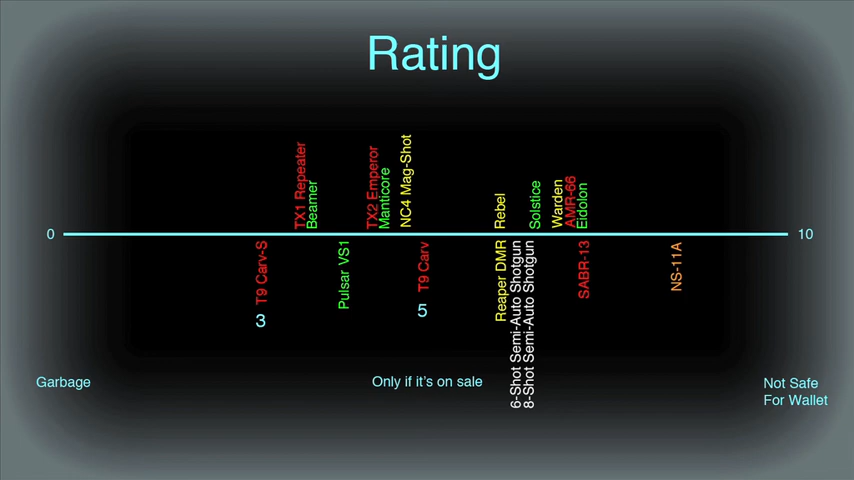 Rating
TX1 Repeater
Beamer
TX2 Emperor
Manticore
NC4 Mag-Shot
Rebel
Solstice
Warden
AMR-66
Eidolon
0
10
T9 Carv-S
Pulsar VS1
T9 Carv
Reaper DMR
6-Shot Semi-Auto Shotgun
8-Shot Semi-Auto Shotgun
SABR-13
NS-11A
3
5
Garbage
Only if it's on sale
Not Safe
For Wallet